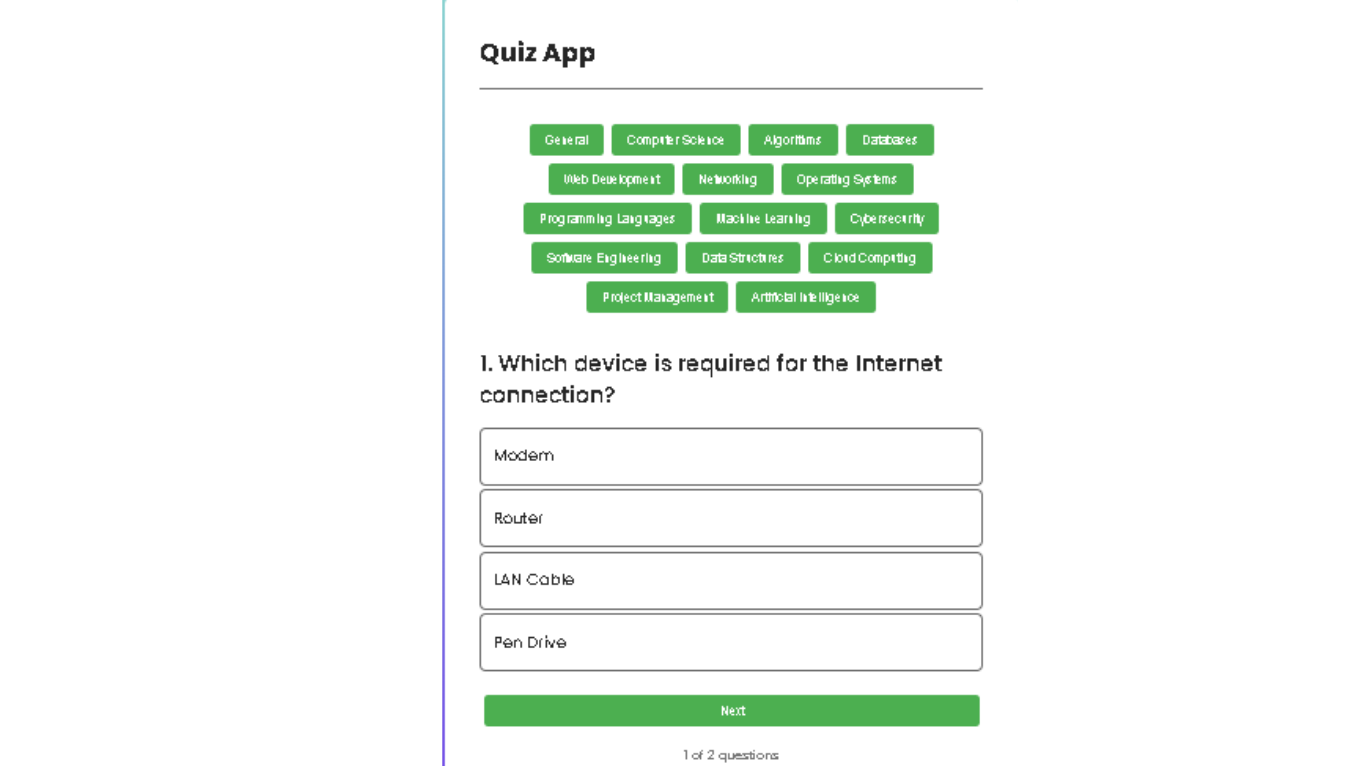 Quiz App
General Computer Science Algorithms Databases
Web Development Networking Operating Systems
Programming Languages Machine Learning Cybersecurity
Software Engineering Data Structures Cloud Computing
Project Management Artificial Intelligence
1. Which device is required for the Internet
connection?
Modem
Router
LAN Cable
Pen Drive
Next
1 of 2 questions